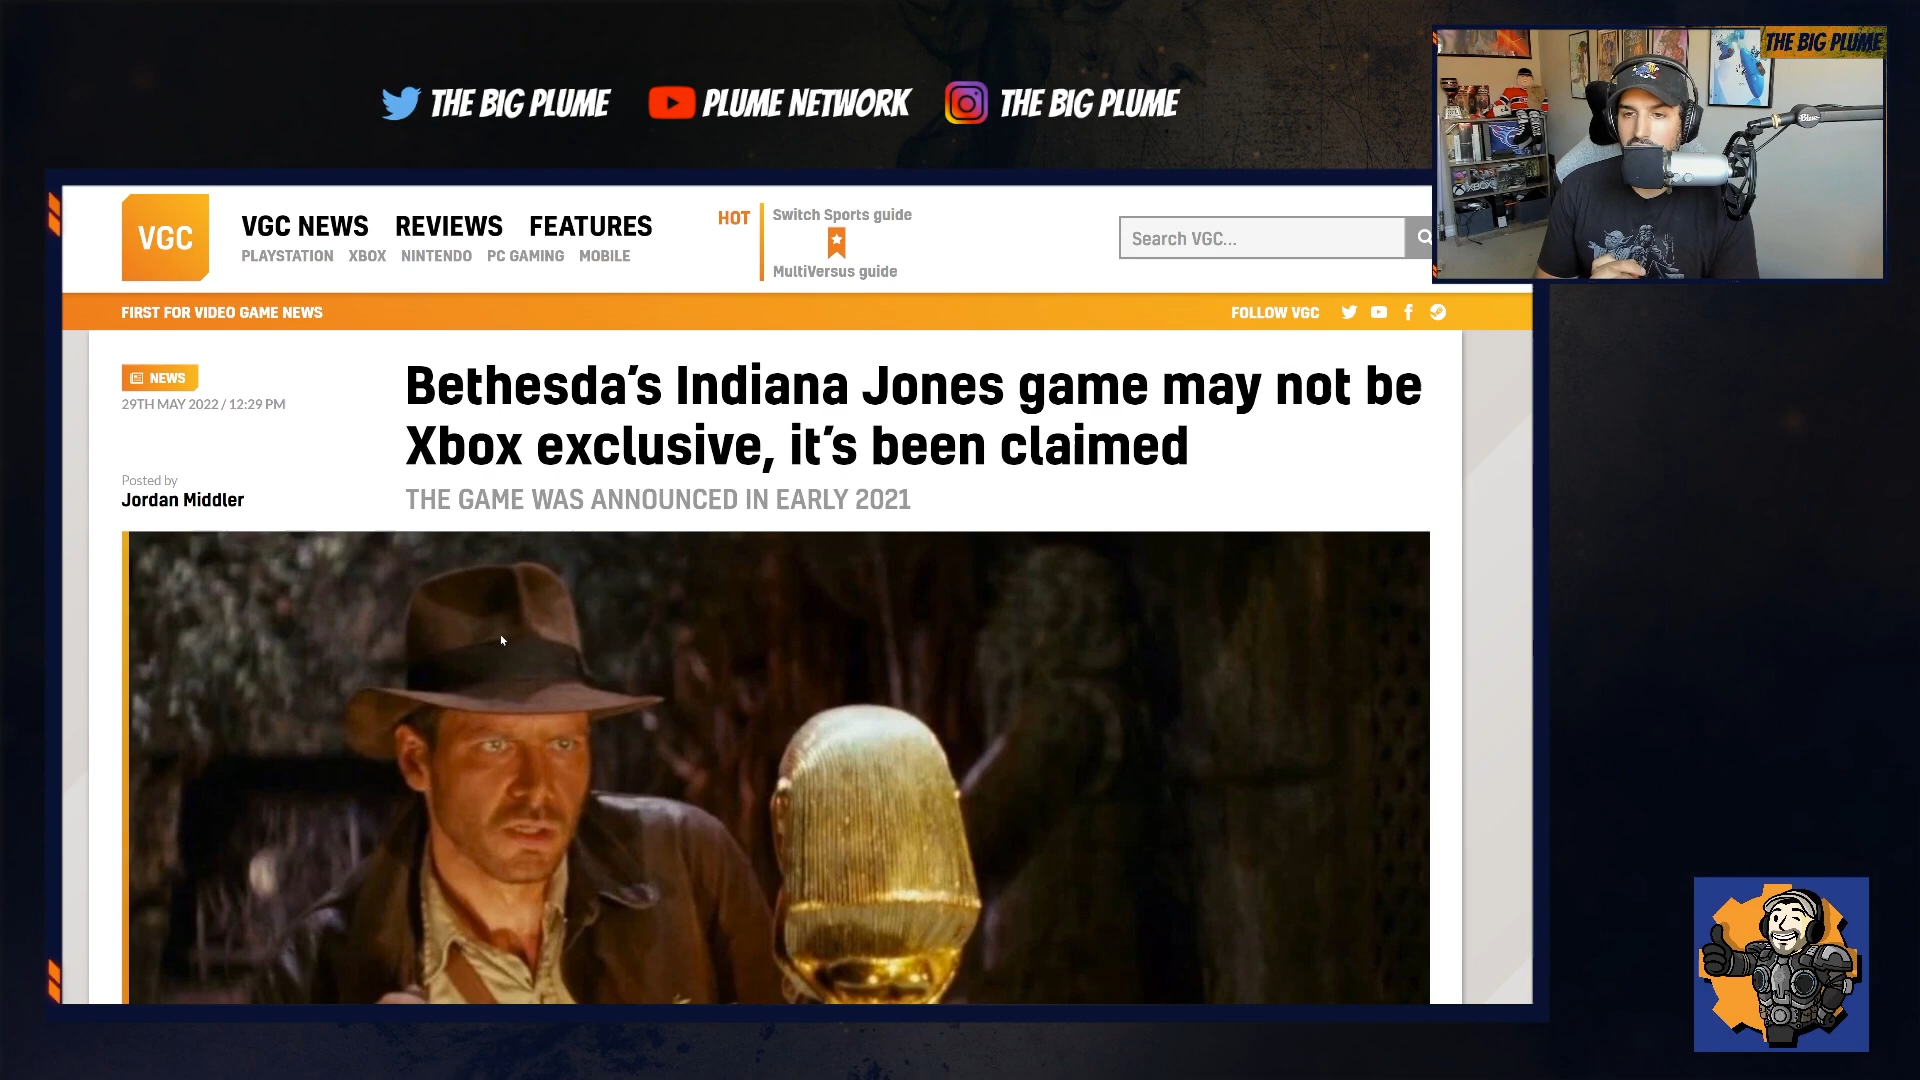 THE BIG PLUME
PLUME NETWORK
THE BIG PLUME
THE BIG PLUME
VGC
VGC NEWS REVIEWS FEATURES
PLAYSTATION XBOX NINTENDO PC GAMING MOBILE
HOT
Switch Sports guide
MultiVersus guide
Search VGC...
FIRST FOR VIDEO GAME NEWS
FOLLOW VGC
NEWS
29TH MAY 2022 / 12:29 PM
Posted by
Jordan Middler
Bethesda’s Indiana Jones game may not be
Xbox exclusive, it’s been claimed
THE GAME WAS ANNOUNCED IN EARLY 2021
XBOX
Blue